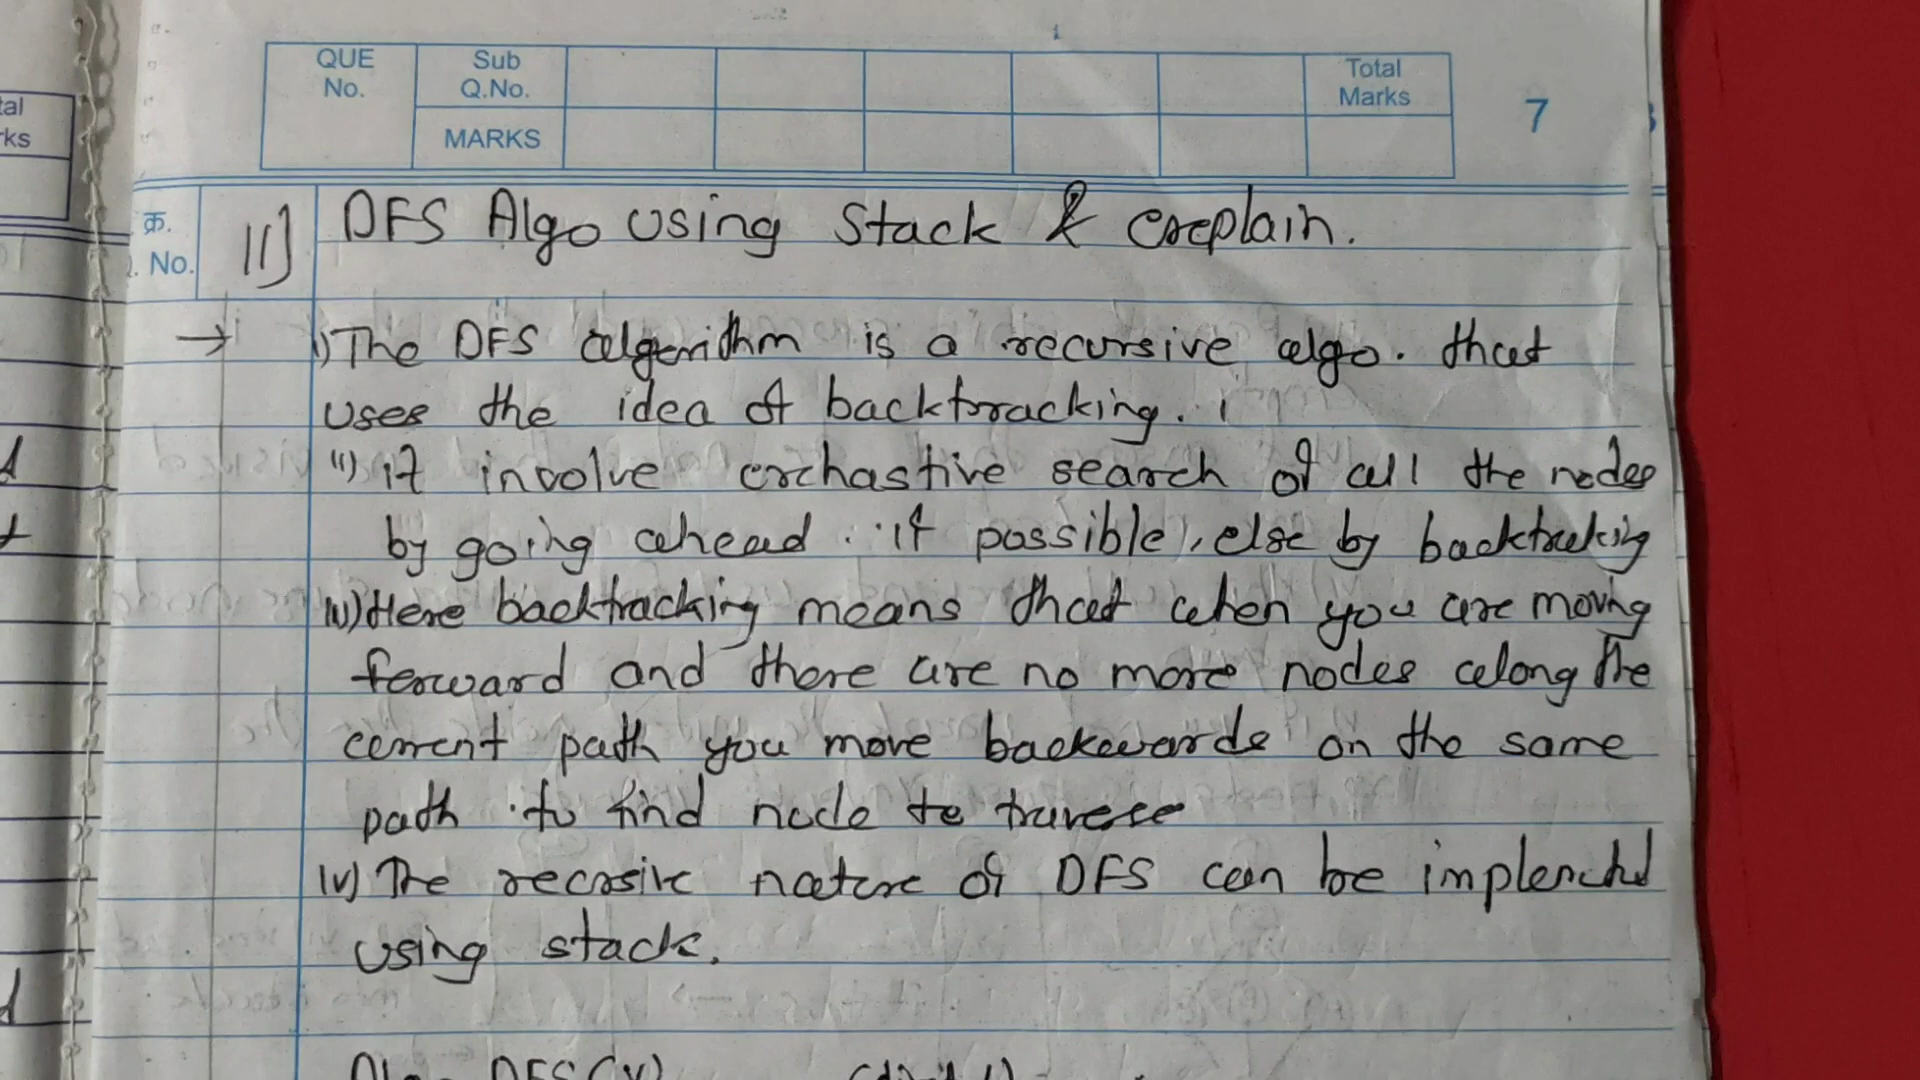 QUE No. Sub Q.No. Total Marks
MARKS
7
tal
rks
क्र.
No.
11] DFS Algo Using Stack & explain.
→ i) The DFS algorithm is a recursive algo. that
uses the idea of backtracking.
ii) it involve exchastive search of all the nodes
by going ahead. if possible, else by backtracking
iii) Here backtracking means that when you are moving
forward and there are no more nodes along the
current path you move backwards on the same
path to find node to traverse
iv) The recrsive nature of DFS can be
using stack.
DFS(v)